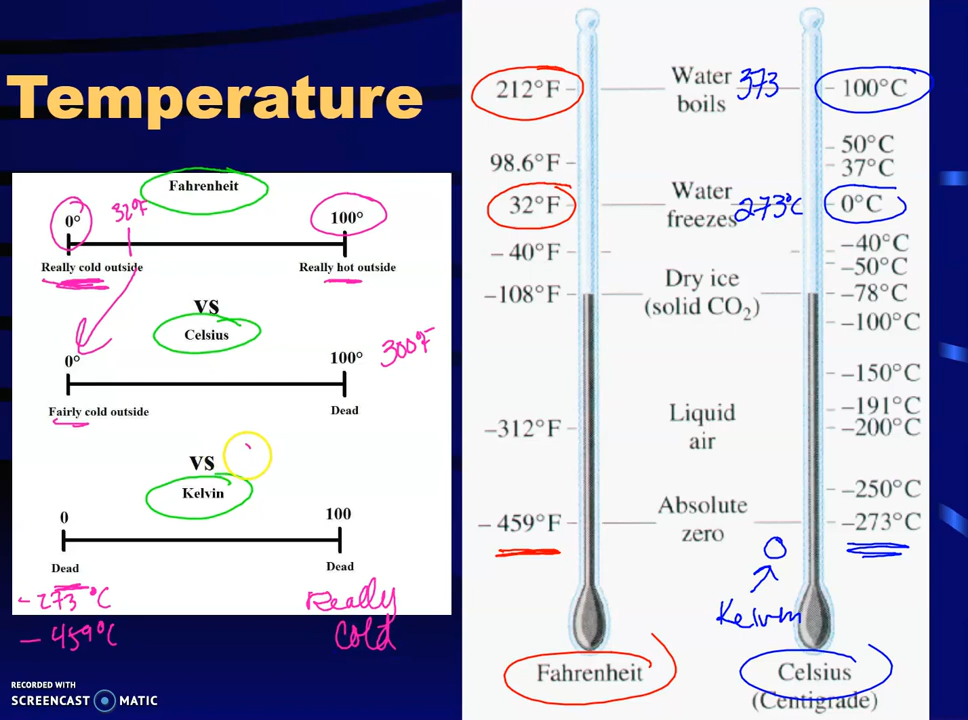 Temperature
Fahrenheit
0°
32°F
100°
Really cold outside
Really hot outside
VS
Celsius
0°
100°
300°F
Fairly cold outside
Dead
VS
Kelvin
0
100
Dead
Dead
-273°C
- 459°C
Really
cold
RECORDED WITH
SCREENCAST MATIC
212°F
Water
boils
373
100°C
50°C
98.6°F
37°C
32°F
Water
freezes
273°C
0°C
– 40°F
–40°C
–50°C
–108°F
Dry ice
(solid CO₂)
–78°C
–100°C
–150°C
–191°C
–312°F
Liquid
air
–200°C
–250°C
– 459°F
Absolute
zero
–273°C
0
Kelvin
Fahrenheit
Celsius
(Centigrade)